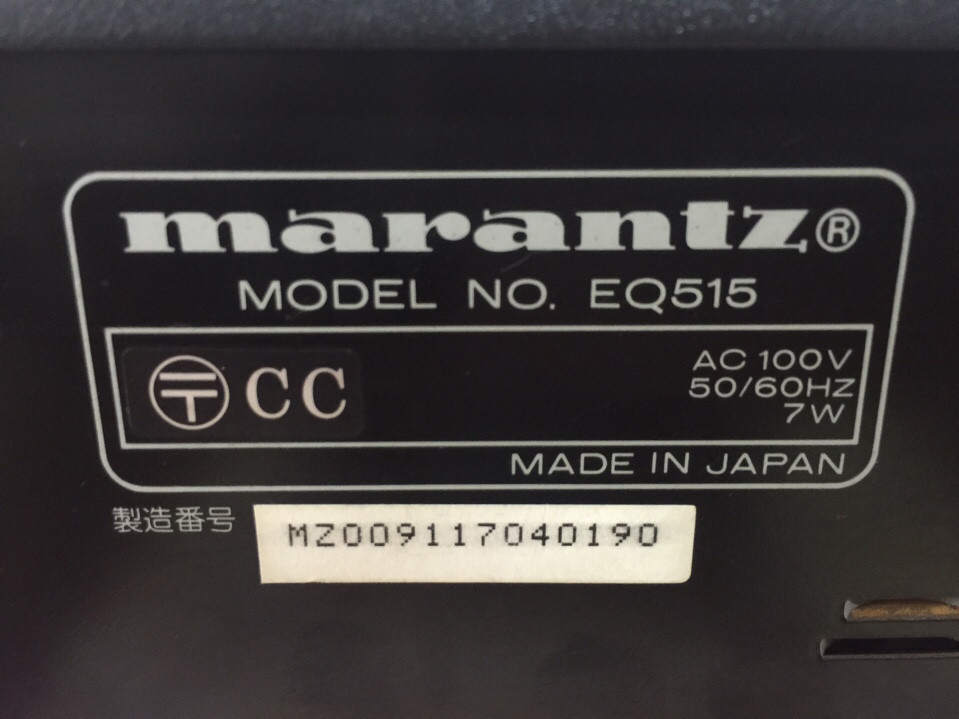 marantz®
MODEL NO. EQ515
〒 CC
AC 100V
50/60HZ
7W
MADE IN JAPAN
製造番号
MZ009117040190